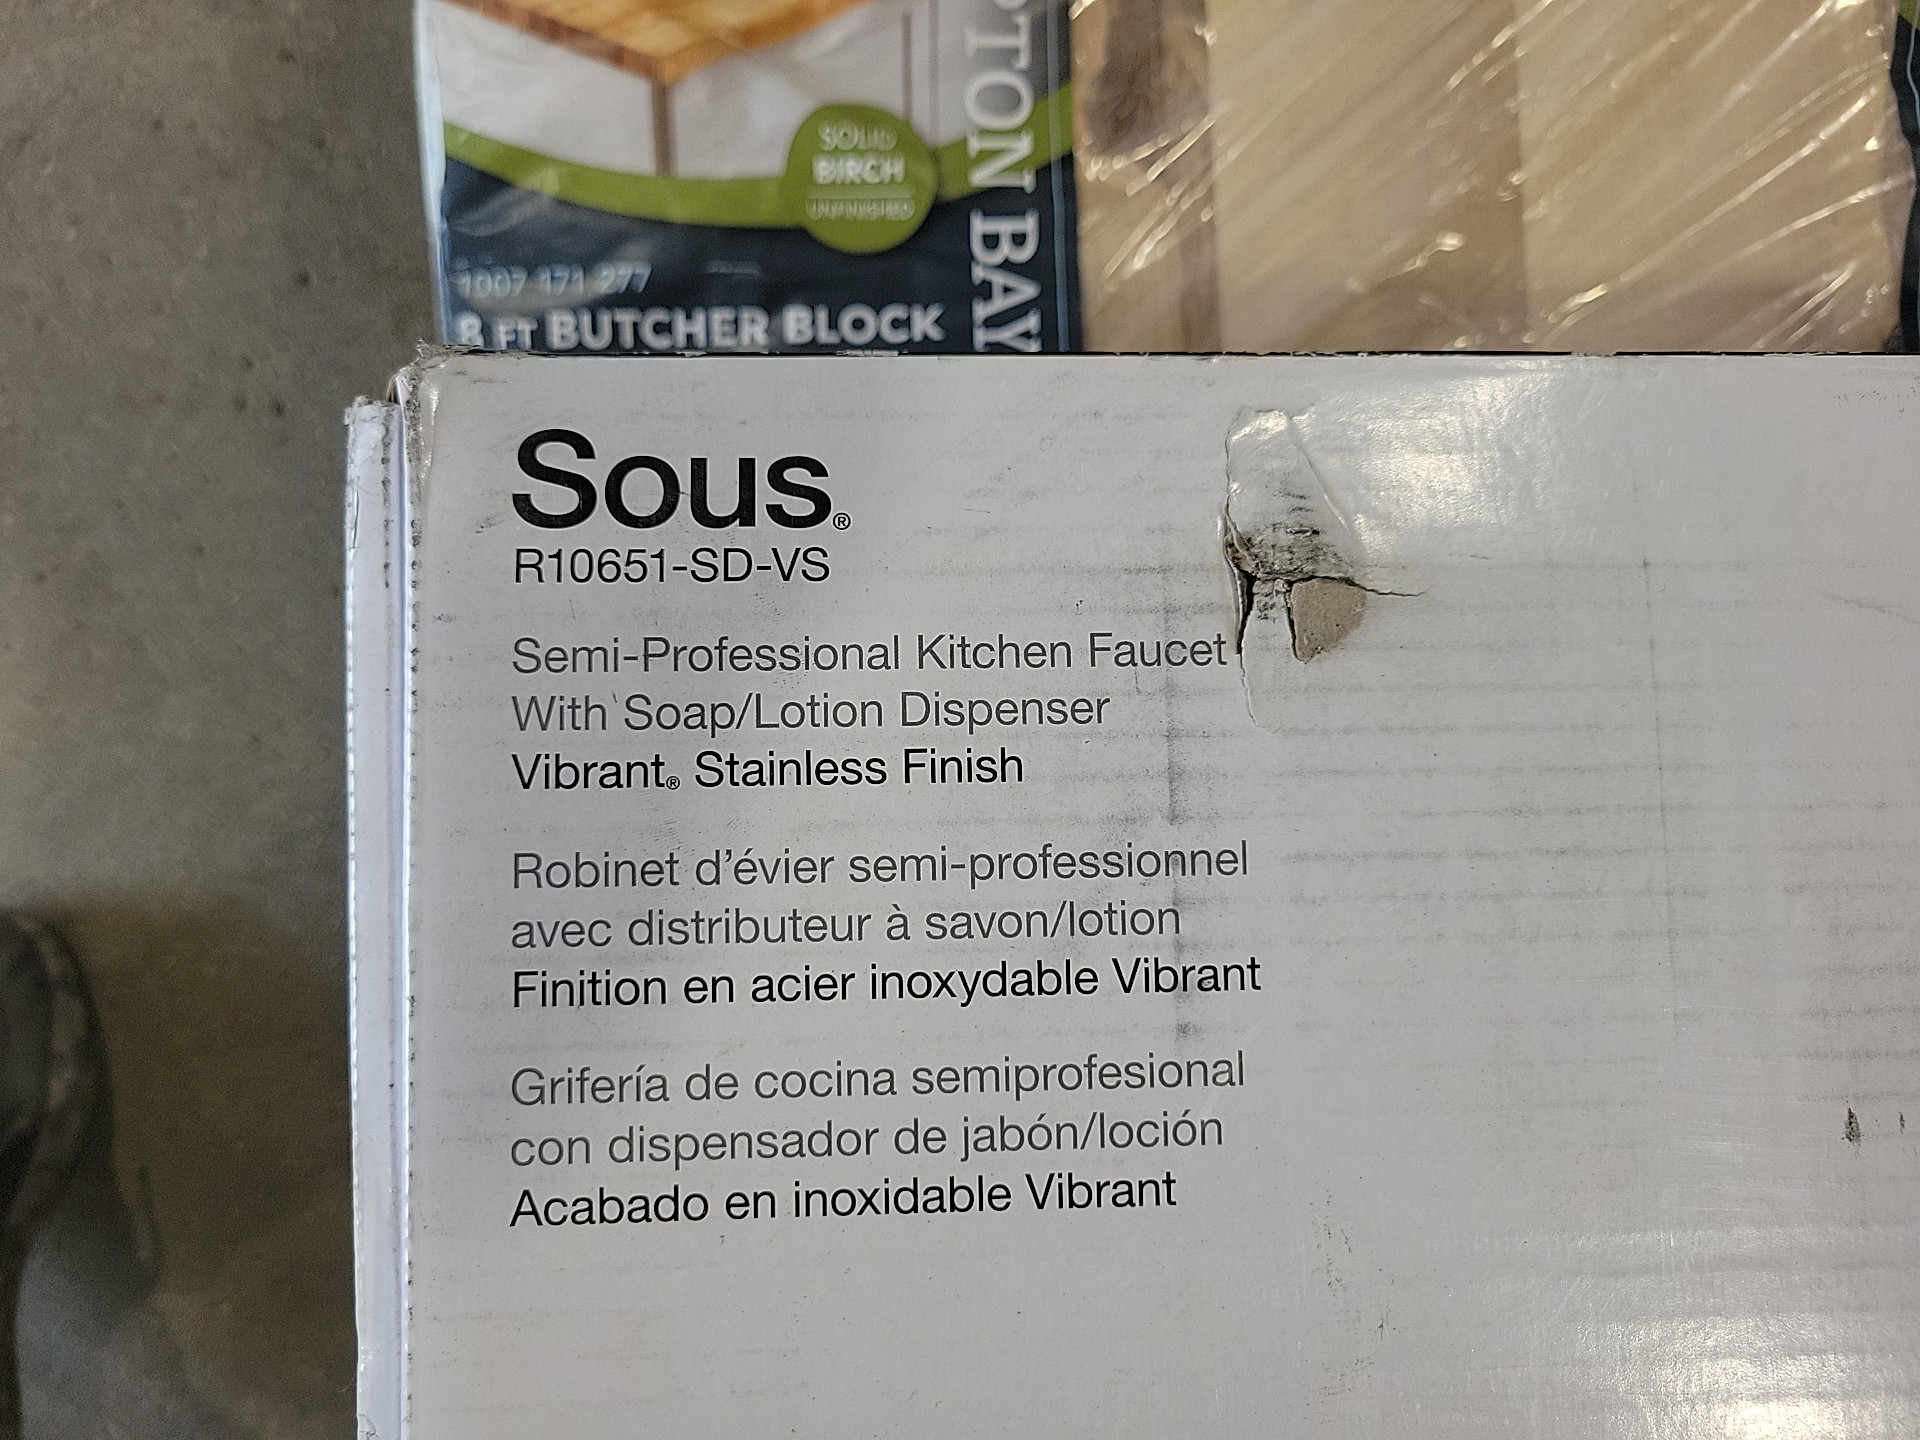 SOLID
BIRCH
UNFINISHED
PTON BAY
1007 171 277
8 FT BUTCHER BLOCK
Sous®
R10651-SD-VS
Semi-Professional Kitchen Faucet
With Soap/Lotion Dispenser
Vibrant® Stainless Finish
Robinet d'évier semi-professionnel
avec distributeur à savon/lotion
Finition en acier inoxydable Vibrant
Grifería de cocina semiprofesional
con dispensador de jabón/loción
Acabado en inoxidable Vibrant